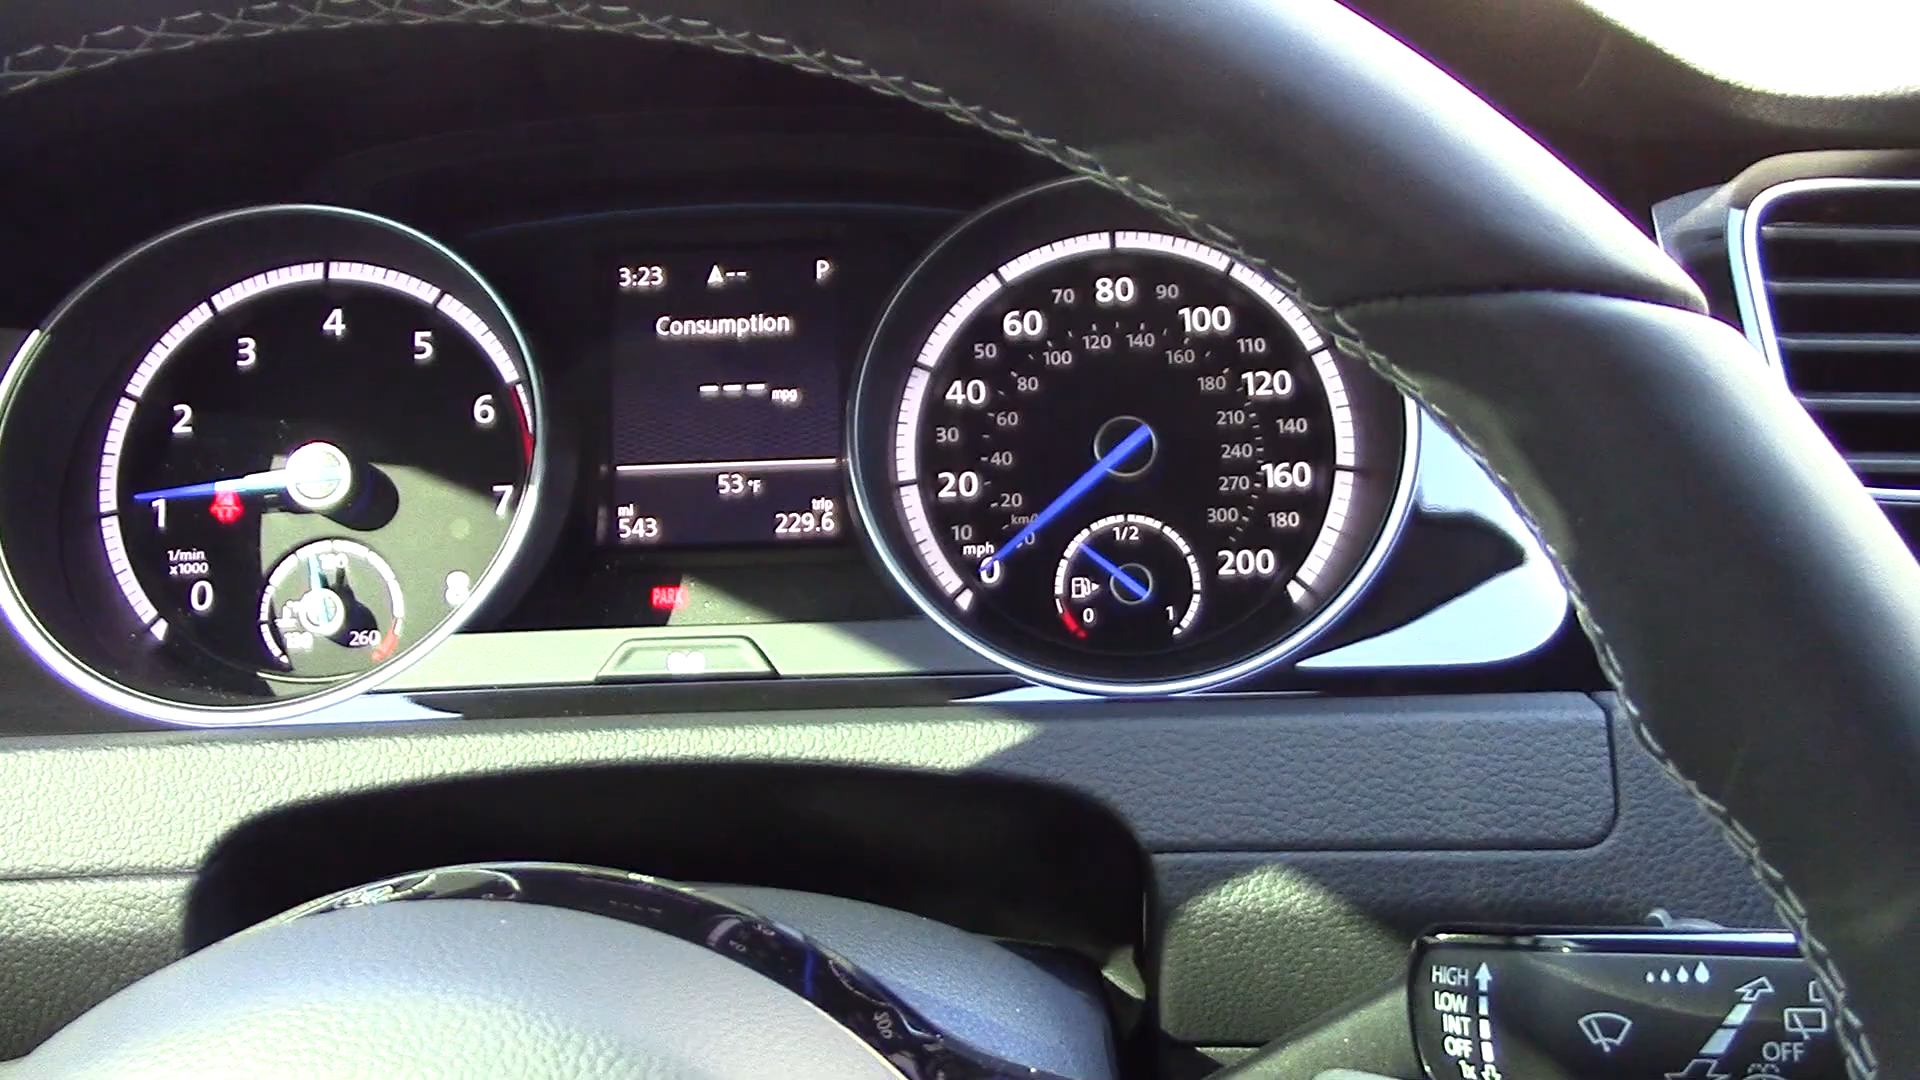 3:23 --  P
Consumption
--- mpg
53 °F
mi trip
543 229.6
PARK
0 1 2 3 4 5 6 7 8
1/min
x1000
260
0 10 20 30 40 50 60 70 80 90 100 110 120 140 160 180 200
mph
20 40 60 80 100 120 140 160 180 210 240 270 300
0 1/2 1
HIGH
LOW
INT
OFF
1x
OFF